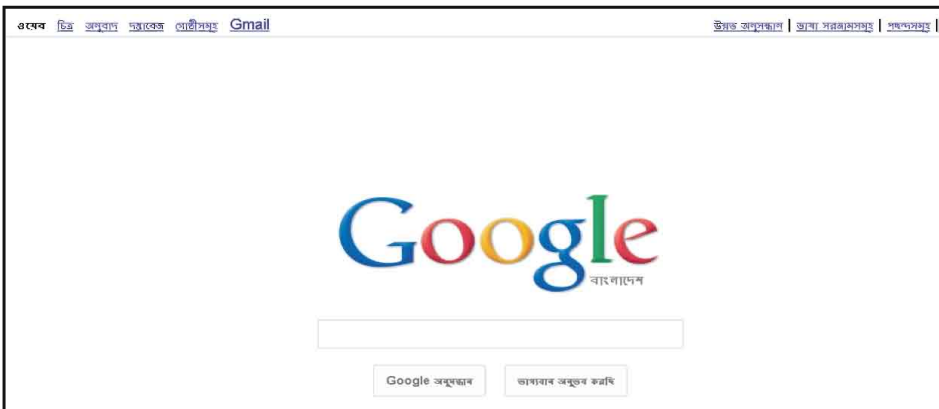 ওয়েব চিত্র অনুবাদ দস্তাবেজ গোষ্ঠীসমূহ Gmail উন্নত অনুসন্ধান | ভাষা সরঞ্জামসমূহ | পছন্দসমূহ |
Google
বাংলাদেশ
Google অনুসন্ধান ভাগ্যবান অনুভব করছি